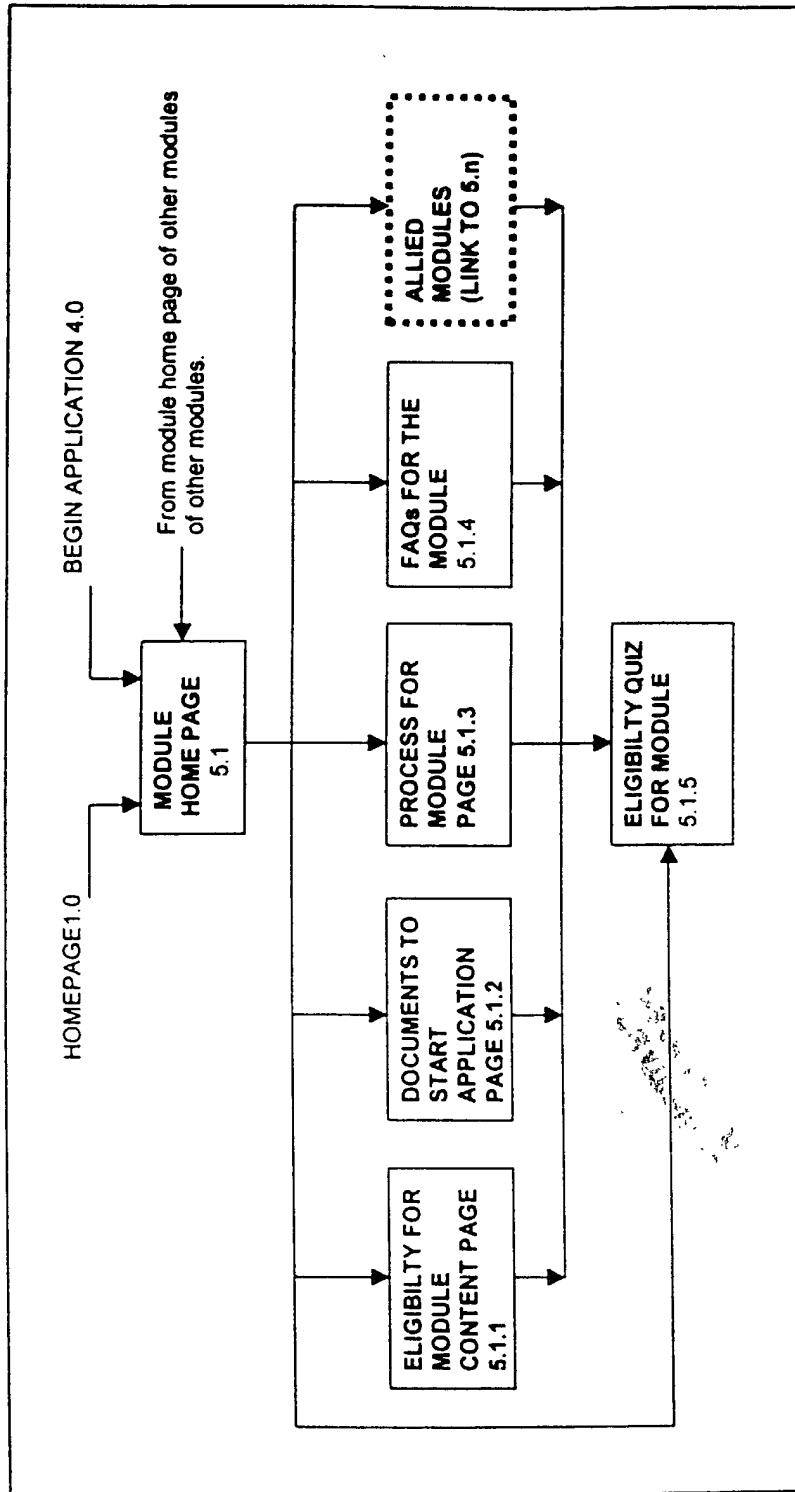 HOMEPAGE1.0
BEGIN APPLICATION 4.0
From module home page of other modules
of other modules.
MODULE
HOME PAGE
5.1
ELIGIBILTY FOR
MODULE
CONTENT PAGE
5.1.1
DOCUMENTS TO
START
APPLICATION
PAGE 5.1.2
PROCESS FOR
MODULE
PAGE 5.1.3
FAQs FOR THE
MODULE
5.1.4
ALLIED
MODULES
(LINK TO 5.n)
ELIGIBILTY QUIZ
FOR MODULE
5.1.5